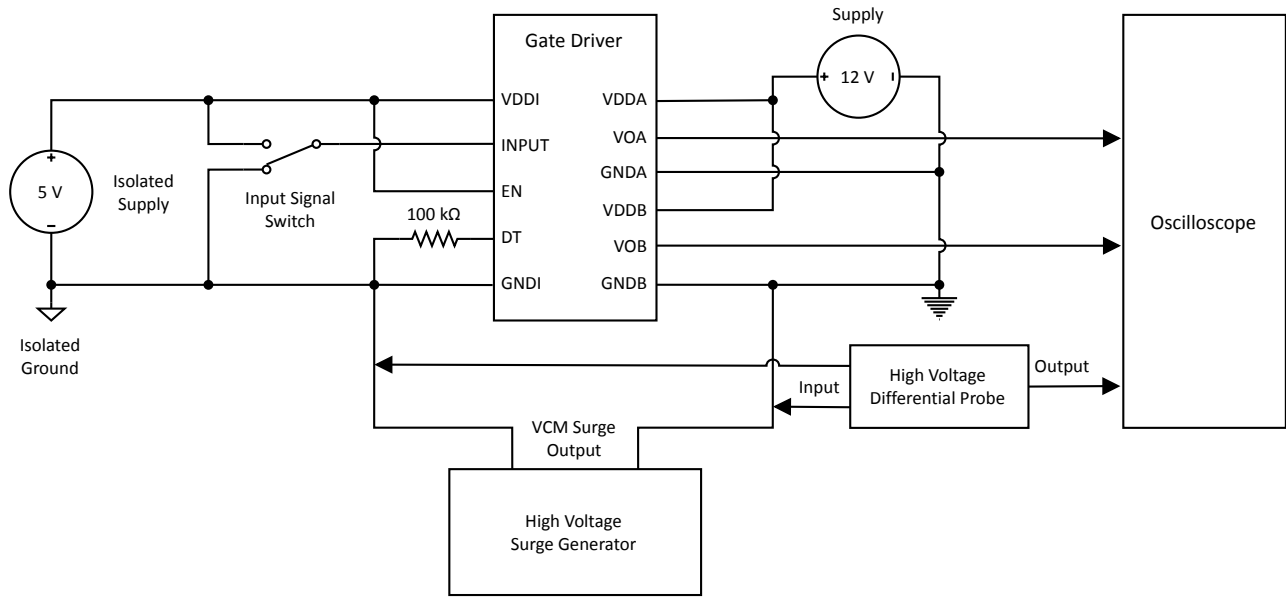 Supply
Gate Driver
+
12 V
VDDI
VDDA
VOA
INPUT
+
5 V
Isolated
Supply
Input Signal
Switch
EN
GNDA
VDDB
100 kΩ
DT
VOB
Oscilloscope
GNDI
GNDB
Isolated
Ground
High Voltage
Differential Probe
Input
Output
VCM Surge
Output
High Voltage
Surge Generator